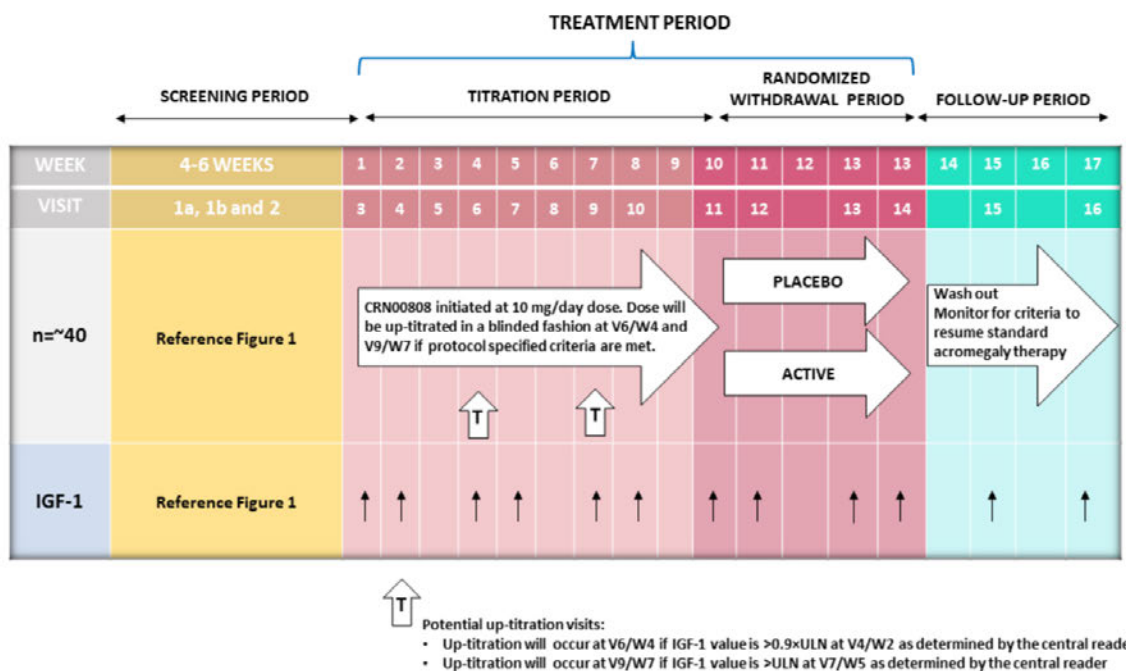 TREATMENT PERIOD
SCREENING PERIOD
TITRATION PERIOD
RANDOMIZED
WITHDRAWAL PERIOD
FOLLOW-UP PERIOD
WEEK 4-6 WEEKS 1 2 3 4 5 6 7 8 9 10 11 12 13 13 14 15 16 17
VISIT 1a, 1b and 2 3 4 5 6 7 8 9 10 11 12 13 14 15 16
n=~40
Reference Figure 1
CRN00808 initiated at 10 mg/day dose. Dose will
be up-titrated in a blinded fashion at V6/W4 and
V9/W7 if protocol specified criteria are met.
T
T
PLACEBO
ACTIVE
Wash out
Monitor for criteria to
resume standard
acromegaly therapy
IGF-1
Reference Figure 1
T
Potential up-titration visits:
• Up-titration will occur at V6/W4 if IGF-1 value is >0.9×ULN at V4/W2 as determined by the central reade
• Up-titration will occur at V9/W7 if IGF-1 value is >ULN at V7/W5 as determined by the central reader